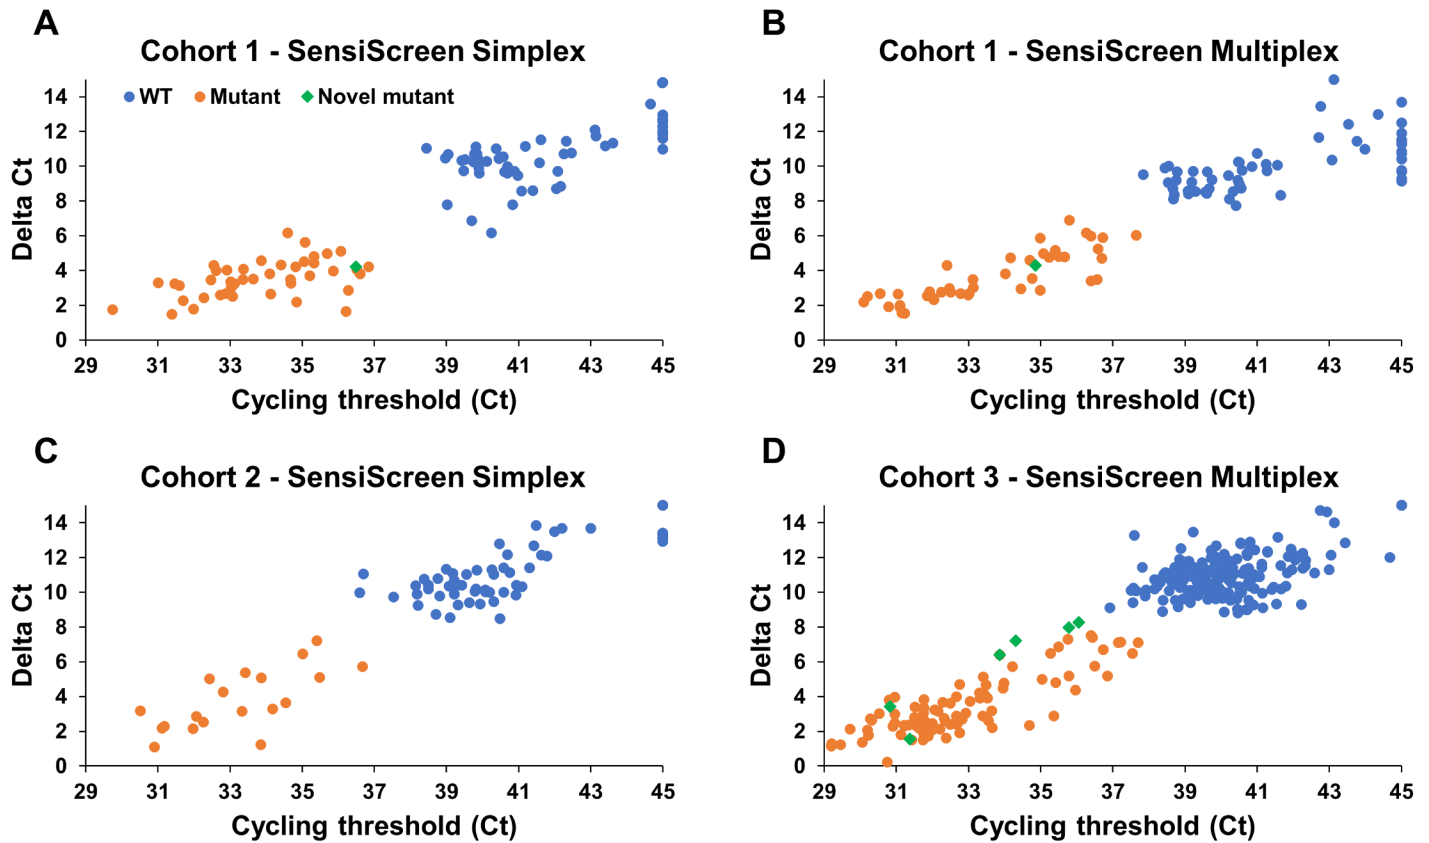 A
Cohort 1 - SensiScreen Simplex
WT Mutant Novel mutant
Delta Ct
14
12
10
8
6
4
2
0
29 31 33 35 37 39 41 43 45
Cycling threshold (Ct)
B
Cohort 1 - SensiScreen Multiplex
Delta Ct
14
12
10
8
6
4
2
0
29 31 33 35 37 39 41 43 45
Cycling threshold (Ct)
C
Cohort 2 - SensiScreen Simplex
Delta Ct
14
12
10
8
6
4
2
0
29 31 33 35 37 39 41 43 45
Cycling threshold (Ct)
D
Cohort 3 - SensiScreen Multiplex
Delta Ct
14
12
10
8
6
4
2
0
29 31 33 35 37 39 41 43 45
Cycling threshold (Ct)